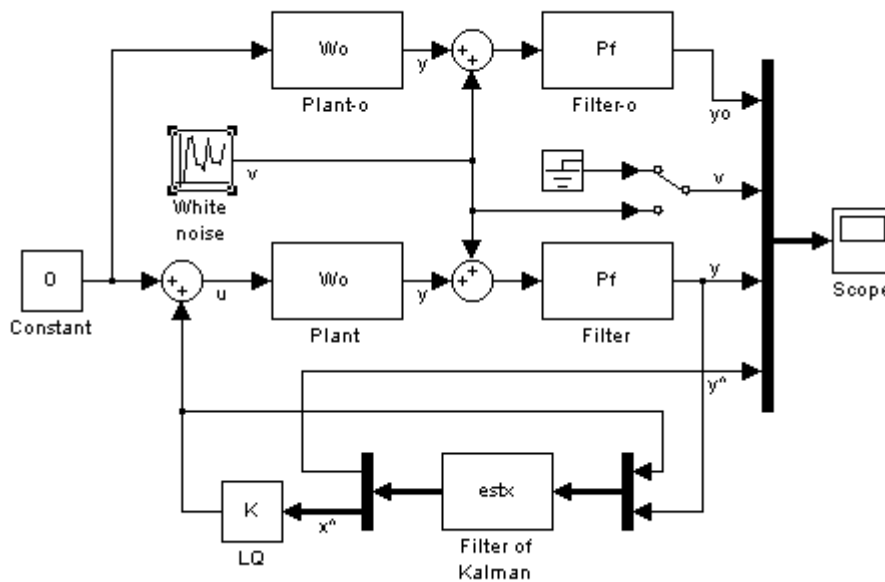 Wo
y
+
+
Pf
Plant-o
Filter-o
yo
v
White
noise
v
0
Constant
+
+
u
Wo
y
+
+
Pf
y
Scope
Plant
Filter
y^
K
x^
estx
LQ
Filter of
Kalman